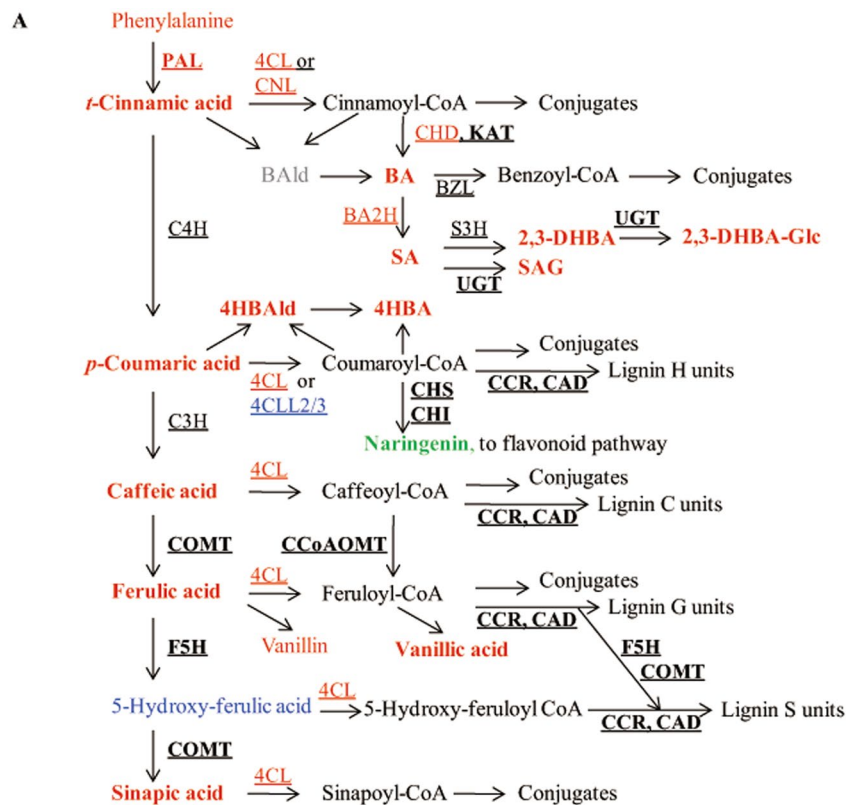 A
Phenylalanine
PAL
4CL or
CNL
t-Cinnamic acid
Cinnamoyl-CoA
Conjugates
CHD, KAT
BAld
BA
BZL
Benzoyl-CoA
Conjugates
C4H
BA2H
SA
S3H
2,3-DHBA
UGT
2,3-DHBA-Glc
UGT
SAG
4HBAld
4HBA
p-Coumaric acid
4CL or
4CLL2/3
Coumaroyl-CoA
Conjugates
CCR, CAD
Lignin H units
CHS
CHI
C3H
Naringenin, to flavonoid pathway
Caffeic acid
4CL
Caffeoyl-CoA
Conjugates
CCR, CAD
Lignin C units
COMT
CCoAOMT
Ferulic acid
4CL
Feruloyl-CoA
Conjugates
CCR, CAD
Lignin G units
Vanillin
Vanillic acid
F5H
F5H
COMT
5-Hydroxy-ferulic acid
4CL
5-Hydroxy-feruloyl CoA
CCR, CAD
Lignin S units
COMT
Sinapic acid
4CL
Sinapoyl-CoA
Conjugates